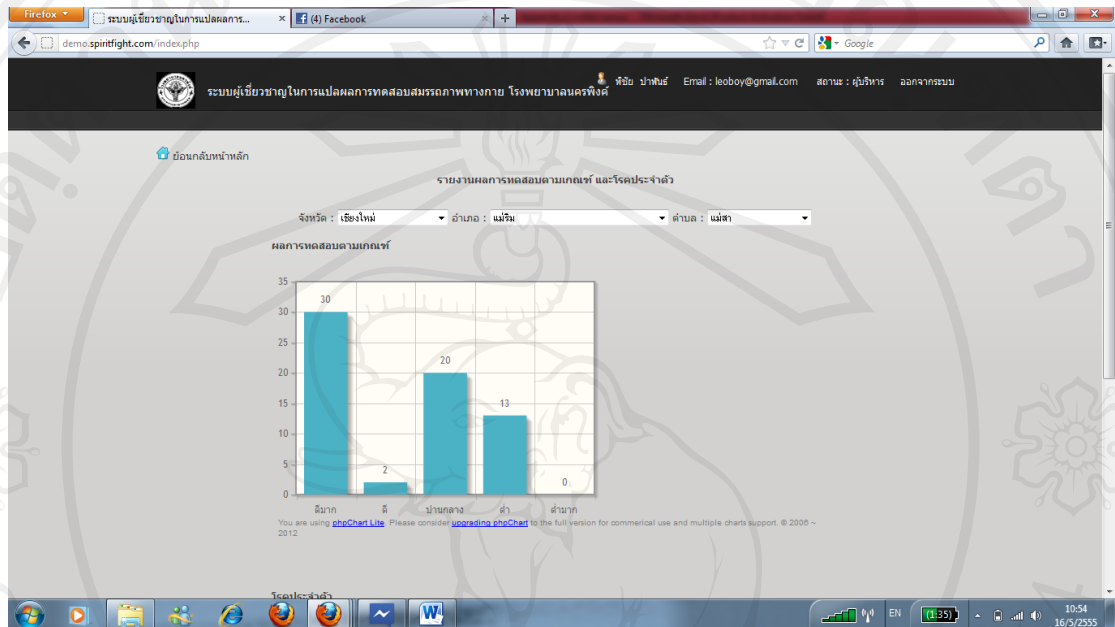 Firefox
ระบบผู้เชี่ยวชาญในการแปลผลการ...
(4) Facebook
demo.spiritfight.com/index.php
Google
ระบบผู้เชี่ยวชาญในการแปลผลการทดสอบสมรรถภาพทางกาย โรงพยาบาลนครพิงค์
พิชัย ปาพันธ์ Email : leoboy@gmail.com สถานะ : ผู้บริหาร ออกจากระบบ
ย้อนกลับหน้าหลัก
รายงานผลการทดสอบตามเกณฑ์ และโรคประจำตัว
จังหวัด : เชียงใหม่ อำเภอ : แม่ริม ตำบล : แม่สา
ผลการทดสอบตามเกณฑ์
35
30
25
20
15
10
5
0
30
2
20
13
0
ดีมาก ดี ปานกลาง ต่ำ ต่ำมาก
You are using phpChart Lite. Please consider upgrading phpChart to the full version for commerical use and multiple charts support. © 2006 ~
2012
โรคประจำตัว
EN
(1:35)
10:54
16/5/2555